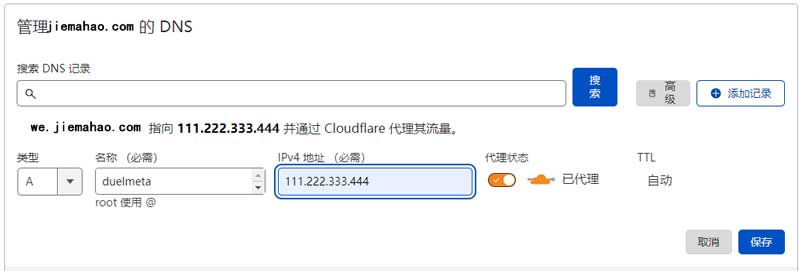 管理jiemahao.com 的 DNS
搜索 DNS 记录
搜索
高级
添加记录
we.jiemahao.com 指向 111.222.333.444 并通过 Cloudflare 代理其流量。
类型 名称 （必需） IPv4 地址 （必需） 代理状态 TTL
A duelmeta 111.222.333.444 已代理 自动
root 使用 @
取消 保存